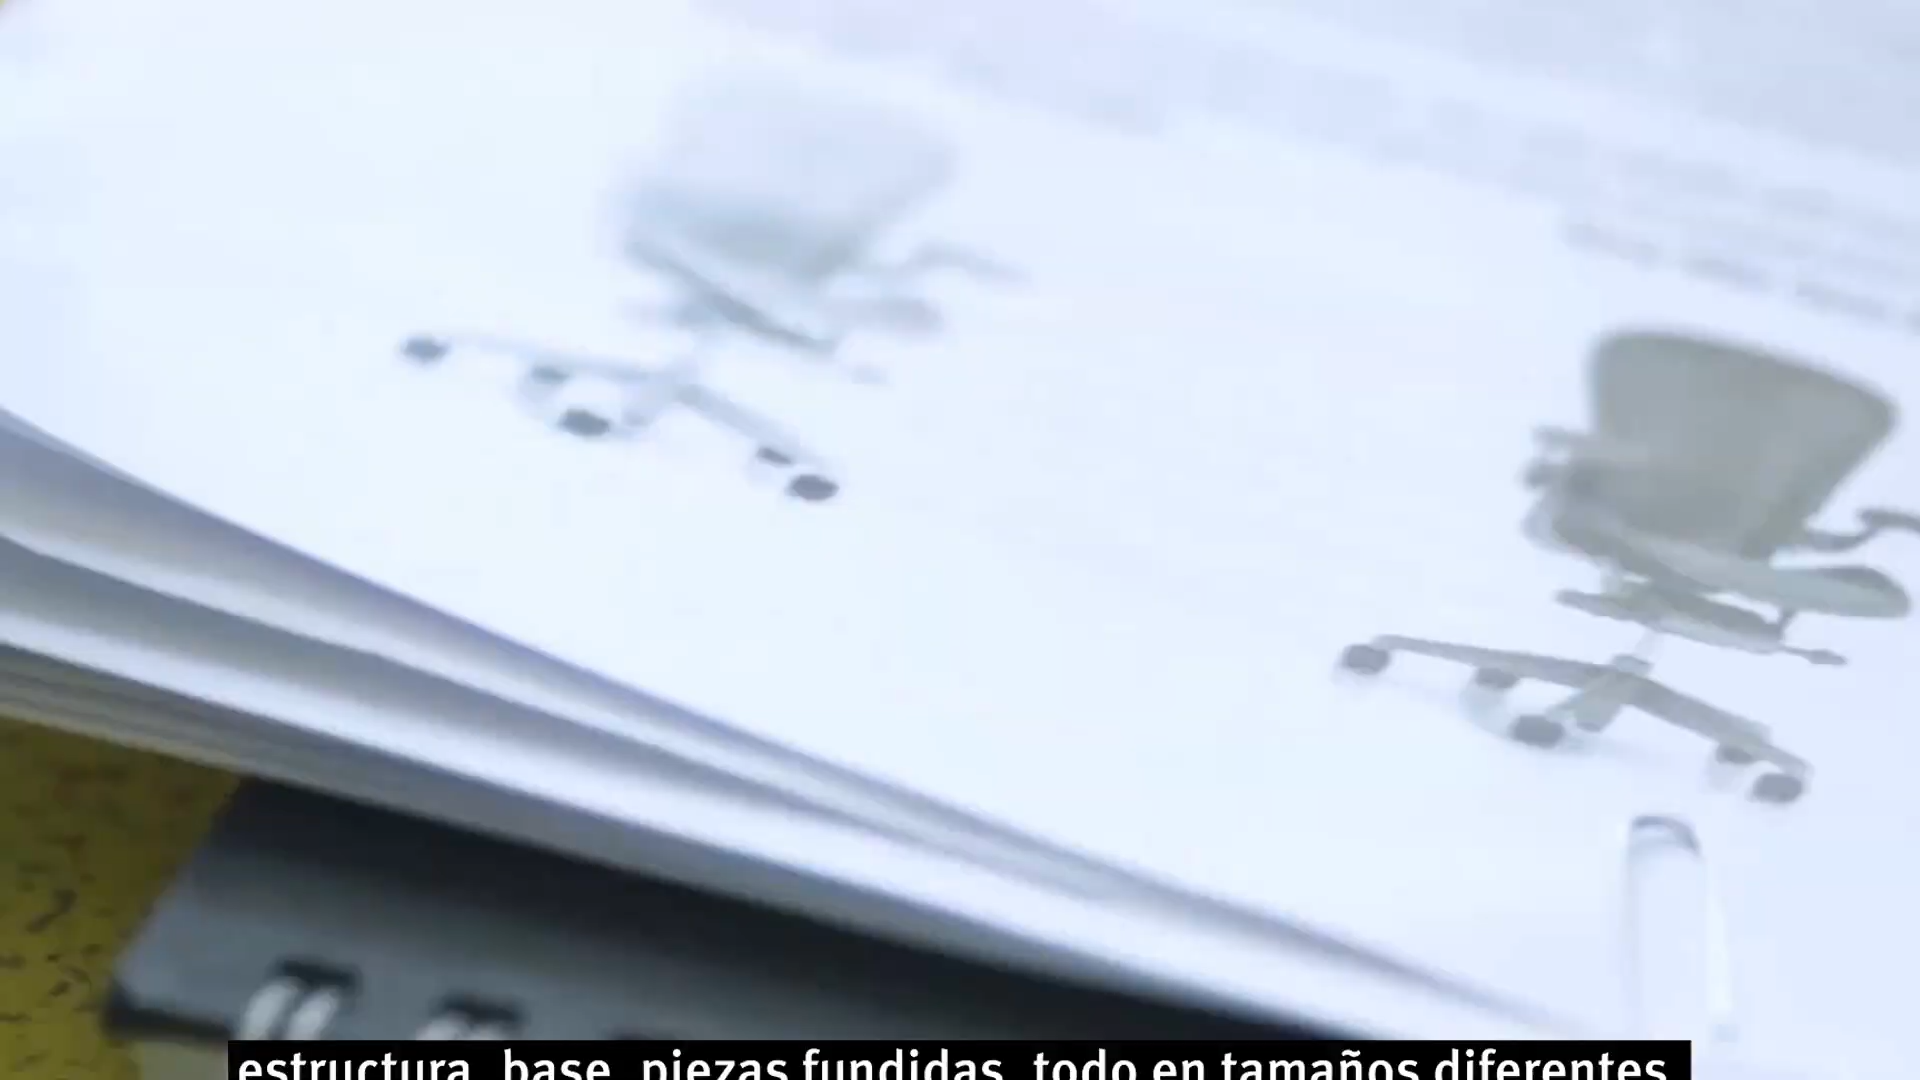 estructura, base, piezas fundidas, todo en tamaños diferentes